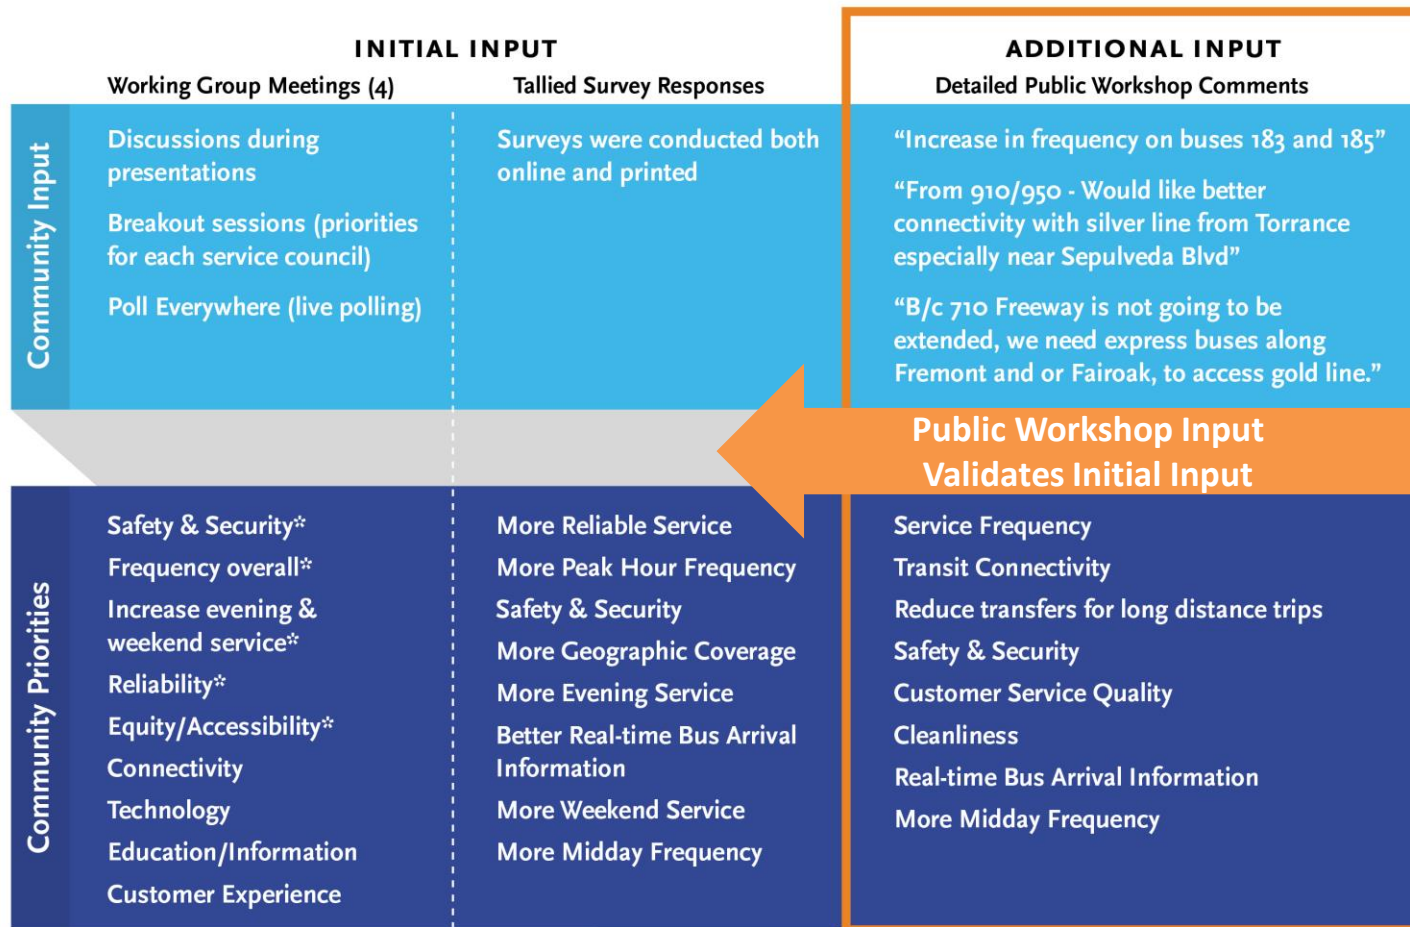 INITIAL INPUT
Working Group Meetings (4)
Tallied Survey Responses
ADDITIONAL INPUT
Detailed Public Workshop Comments
Community Input
Discussions during
presentations
Breakout sessions (priorities
for each service council)
Poll Everywhere (live polling)
Surveys were conducted both
online and printed
“Increase in frequency on buses 183 and 185”
“From 910/950 - Would like better
connectivity with silver line from Torrance
especially near Sepulveda Blvd”
“B/c 710 Freeway is not going to be
extended, we need express buses along
Fremont and or Fairoak, to access gold line.”
Public Workshop Input
Validates Initial Input
Community Priorities
Safety & Security*
Frequency overall*
Increase evening &
weekend service*
Reliability*
Equity/Accessibility*
Connectivity
Technology
Education/Information
Customer Experience
More Reliable Service
More Peak Hour Frequency
Safety & Security
More Geographic Coverage
More Evening Service
Better Real-time Bus Arrival
Information
More Weekend Service
More Midday Frequency
Service Frequency
Transit Connectivity
Reduce transfers for long distance trips
Safety & Security
Customer Service Quality
Cleanliness
Real-time Bus Arrival Information
More Midday Frequency